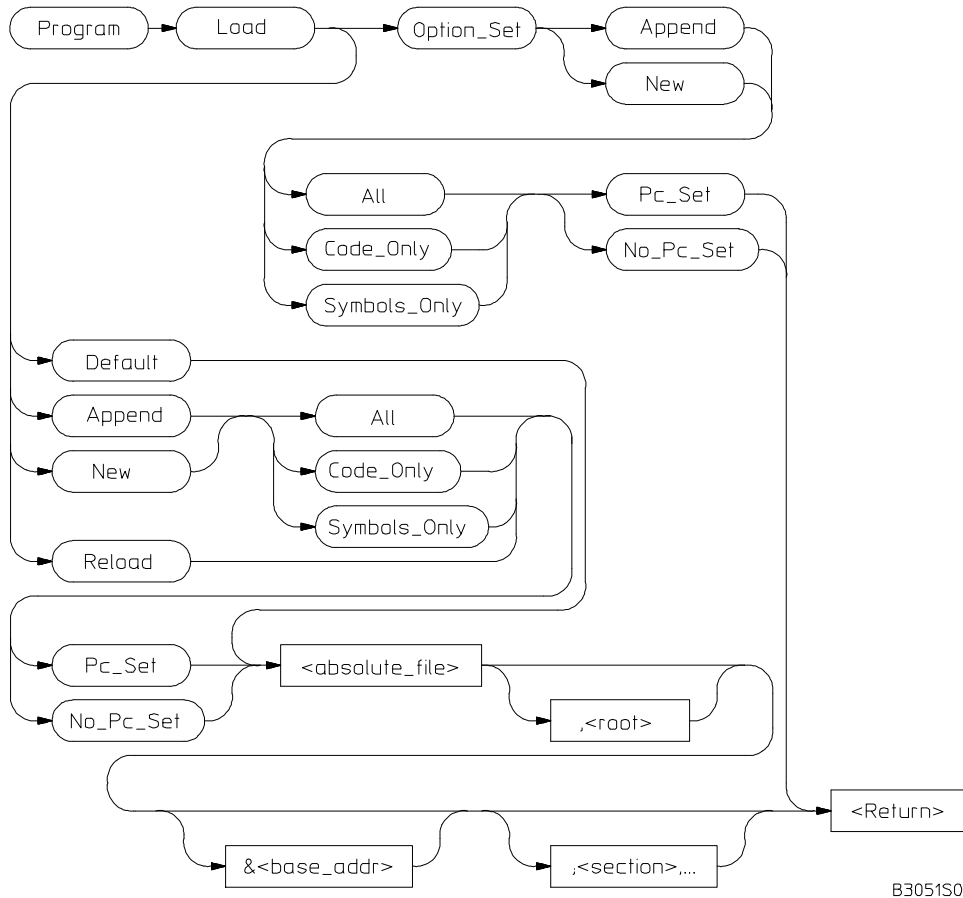 Program Load Option_Set Append
New
All Pc_Set
Code_Only No_Pc_Set
Symbols_Only
Default
Append All
New Code_Only
Symbols_Only
Reload
Pc_Set <absolute_file>
No_Pc_Set ,<root>
<Return>
&<base_addr> ,<section>,...
B3051S0